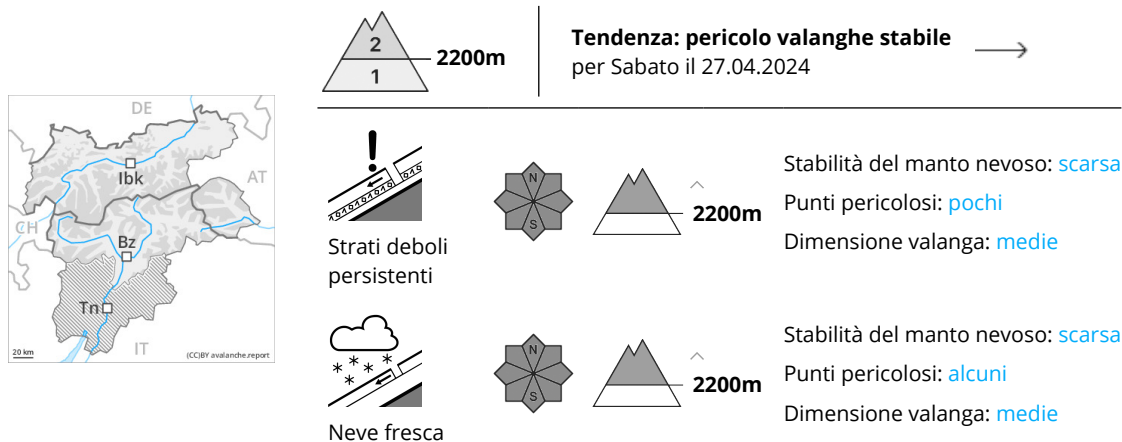 2
1
2200m
Tendenza: pericolo valanghe stabile
per Sabato il 27.04.2024
DE
Ibk
AT
CH
Bz
Tn
IT
20 km
(CC)BY avalanche.report
N
S
2200m
Strati deboli
persistenti
Stabilità del manto nevoso: scarsa
Punti pericolosi: pochi
Dimensione valanga: medie
N
S
2200m
Neve fresca
Stabilità del manto nevoso: scarsa
Punti pericolosi: alcuni
Dimensione valanga: medie